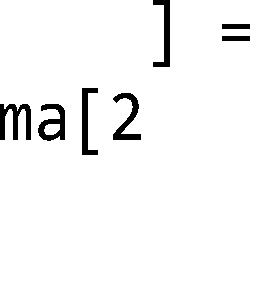 ] =
ma[2